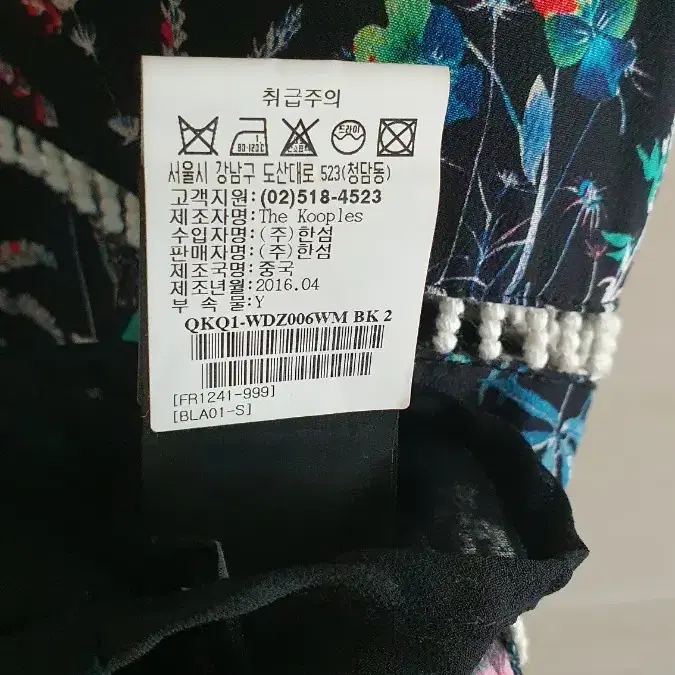 취급주의
80-120℃ 드라이
서울시 강남구 도산대로 523(청담동)
고객지원:(02)518-4523
제조자명:The Kooples
수입자명:(주)한섬
판매자명:(주)한섬
제조국명:중국
제조년월:2016.04
부 속 물:Y
QKQ1-WDZ006WM BK 2
[FR1241-999]
[BLA01-S]